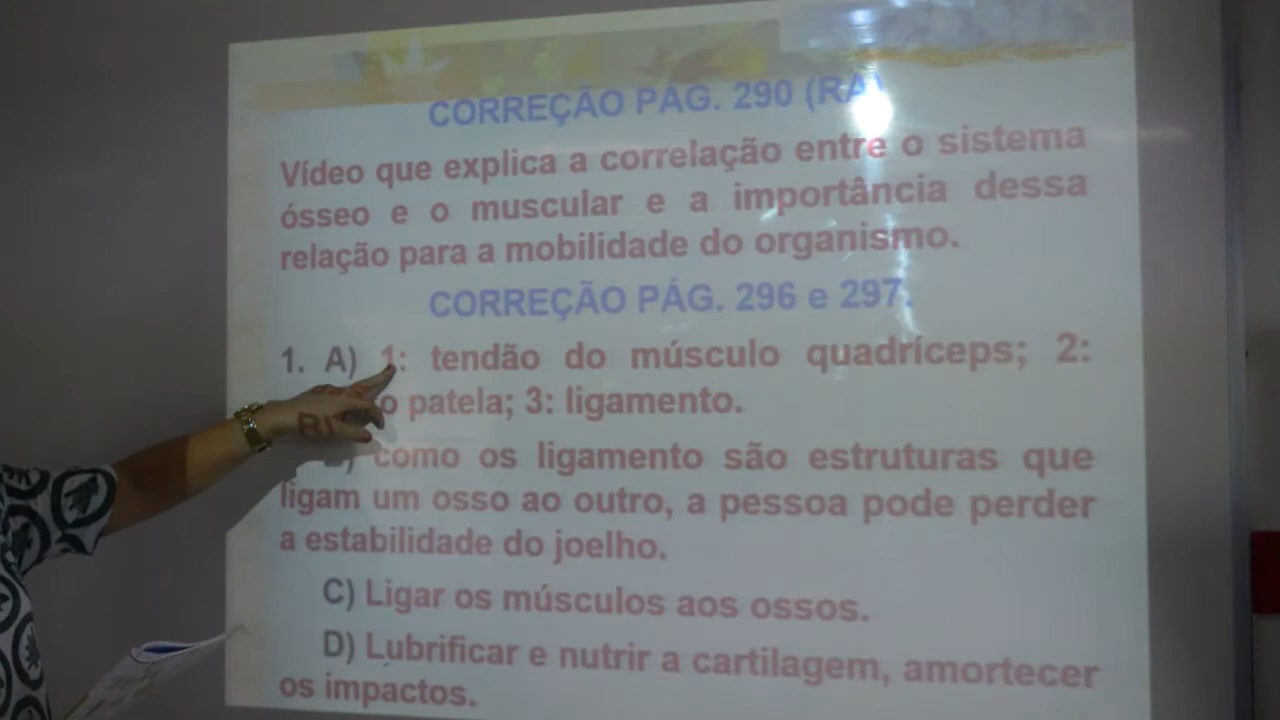 CORREÇÃO PÁG. 290 (RA)
Vídeo que explica a correlação entre o sistema
ósseo e o muscular e a importância dessa
relação para a mobilidade do organismo.
CORREÇÃO PÁG. 296 e 297.
1. A) 1: tendão do músculo quadríceps; 2:
patela; 3: ligamento.
como os ligamento são estruturas que
ligam um osso ao outro, a pessoa pode perder
a estabilidade do joelho.
C) Ligar os músculos aos ossos.
D) Lubrificar e nutrir a cartilagem, amortecer
os impactos.